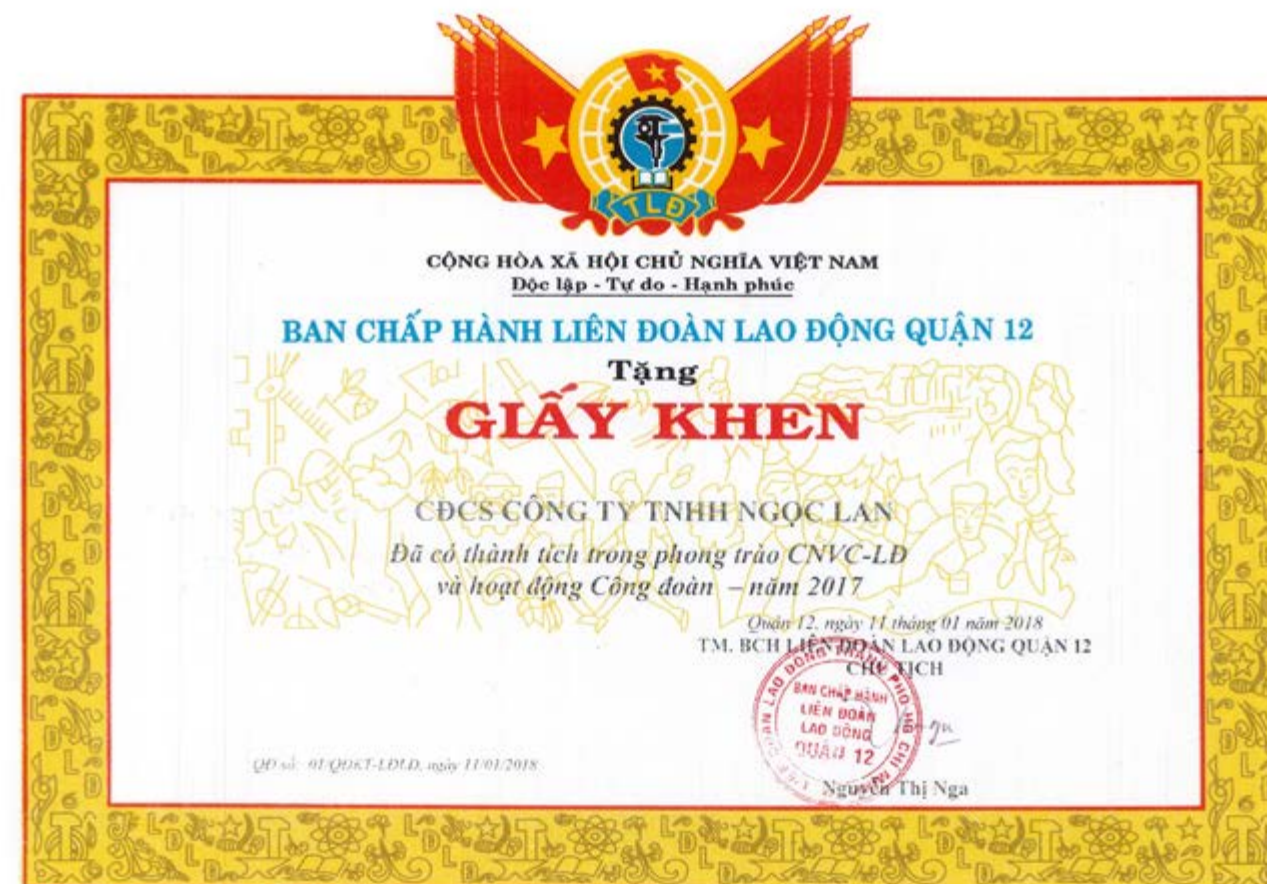 TLĐ
CỘNG HÒA XÃ HỘI CHỦ NGHĨA VIỆT NAM
Độc lập - Tự do - Hạnh phúc
BAN CHẤP HÀNH LIÊN ĐOÀN LAO ĐỘNG QUẬN 12
Tặng
GIẤY KHEN
CĐCS CÔNG TY TNHH NGỌC LAN
Đã có thành tích trong phong trào CNVC-LĐ
và hoạt động Công đoàn – năm 2017
Quận 12, ngày 11 tháng 01 năm 2018
TM. BCH LIÊN ĐOÀN LAO ĐỘNG QUẬN 12
CHỦ TỊCH
BAN CHẤP HÀNH
LIÊN ĐOÀN
LAO ĐỘNG
QUẬN 12
QĐ số: 01/QĐKT-LĐLĐ, ngày 11/01/2018
Nguyễn Thị Nga